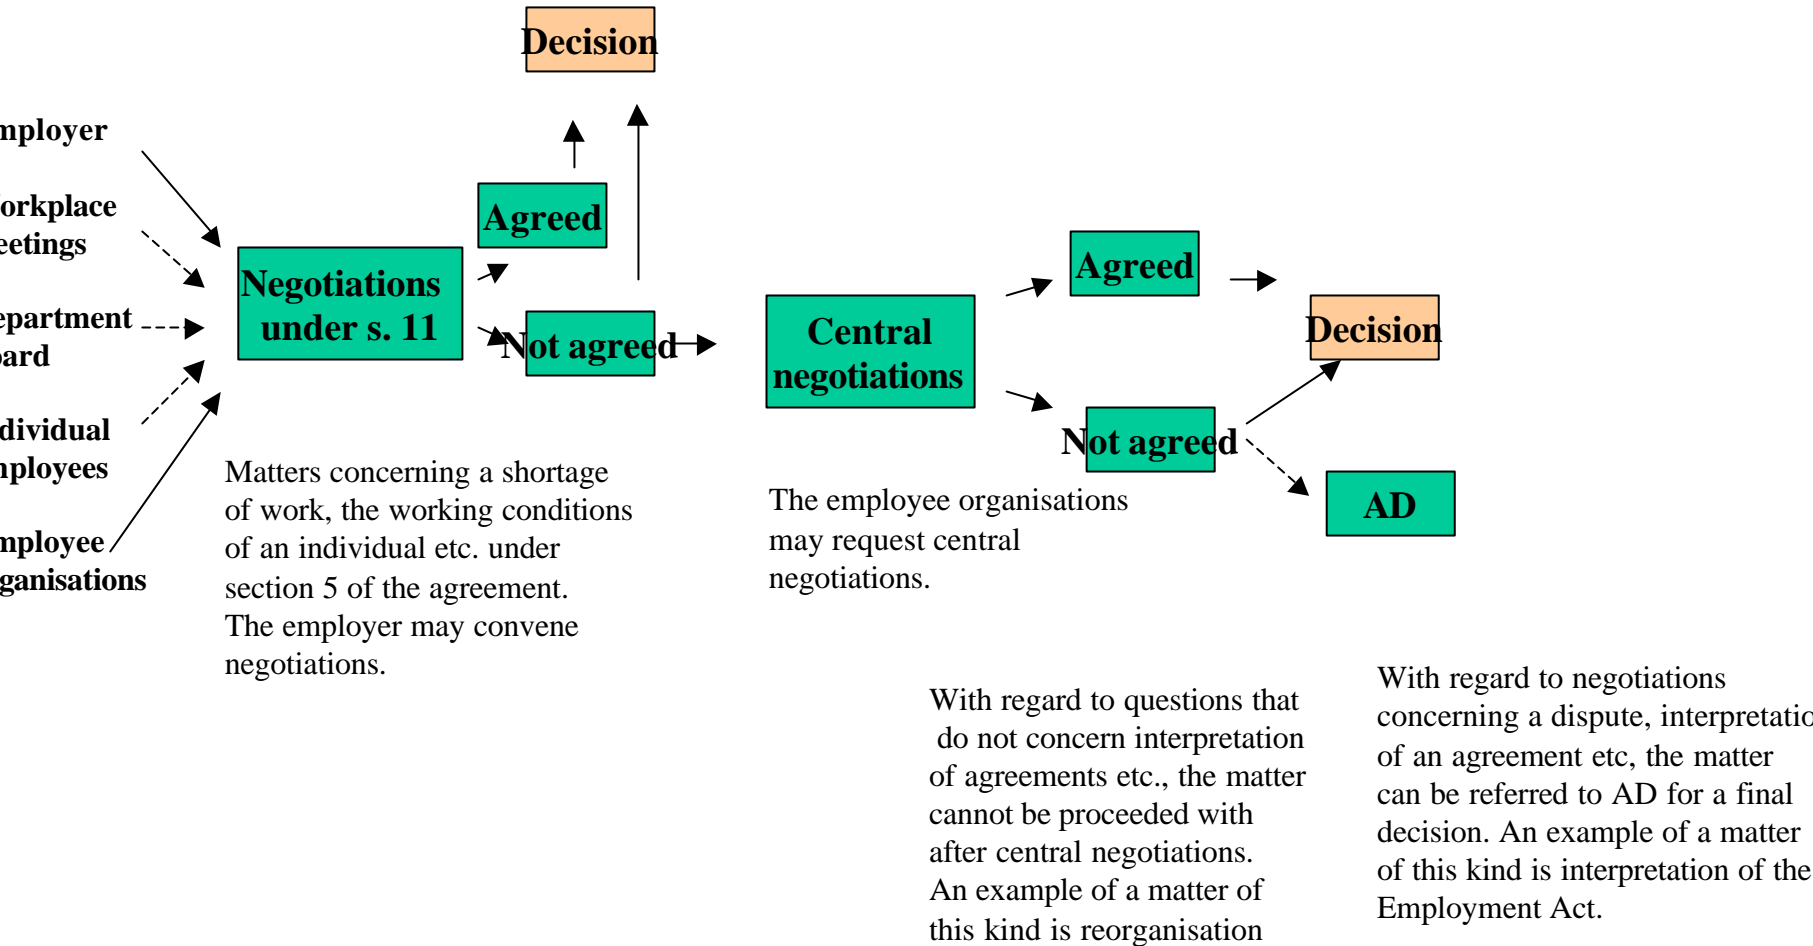 Decision
mployer
orkplace
eetings
Agreed
Negotiations
under s. 11
epartment
oard
Not agreed
dividual
mployees
mployee
ganisations
Matters concerning a shortage
of work, the working conditions
of an individual etc. under
section 5 of the agreement.
The employer may convene
negotiations.
Central
negotiations
Agreed
Decision
Not agreed
AD
The employee organisations
may request central
negotiations.
With regard to questions that
do not concern interpretation
of agreements etc., the matter
cannot be proceeded with
after central negotiations.
An example of a matter of
this kind is reorganisation
With regard to negotiations
concerning a dispute, interpretatio
of an agreement etc, the matter
can be referred to AD for a final
decision. An example of a matter
of this kind is interpretation of the
Employment Act.